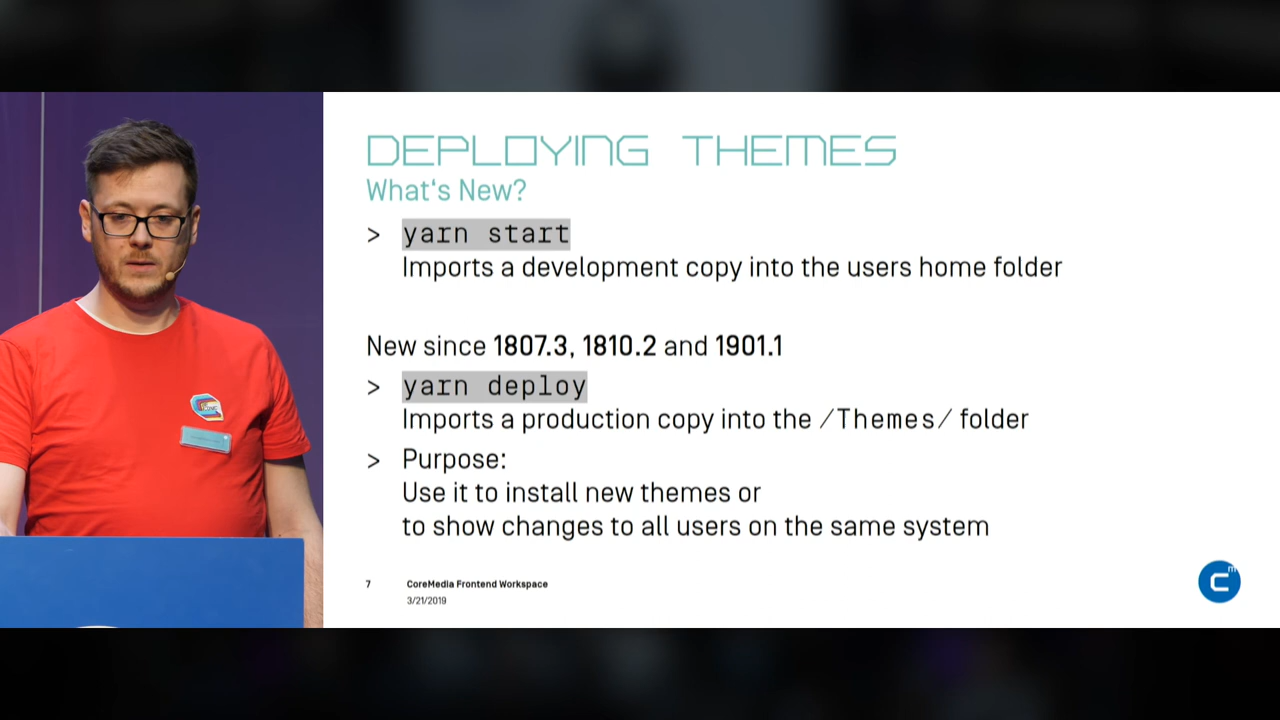 DEPLOYING THEMES
What's New?
> yarn start
Imports a development copy into the users home folder
New since 1807.3, 1810.2 and 1901.1
> yarn deploy
Imports a production copy into the /Themes/ folder
> Purpose:
Use it to install new themes or
to show changes to all users on the same system
7 CoreMedia Frontend Workspace
3/21/2019
C m